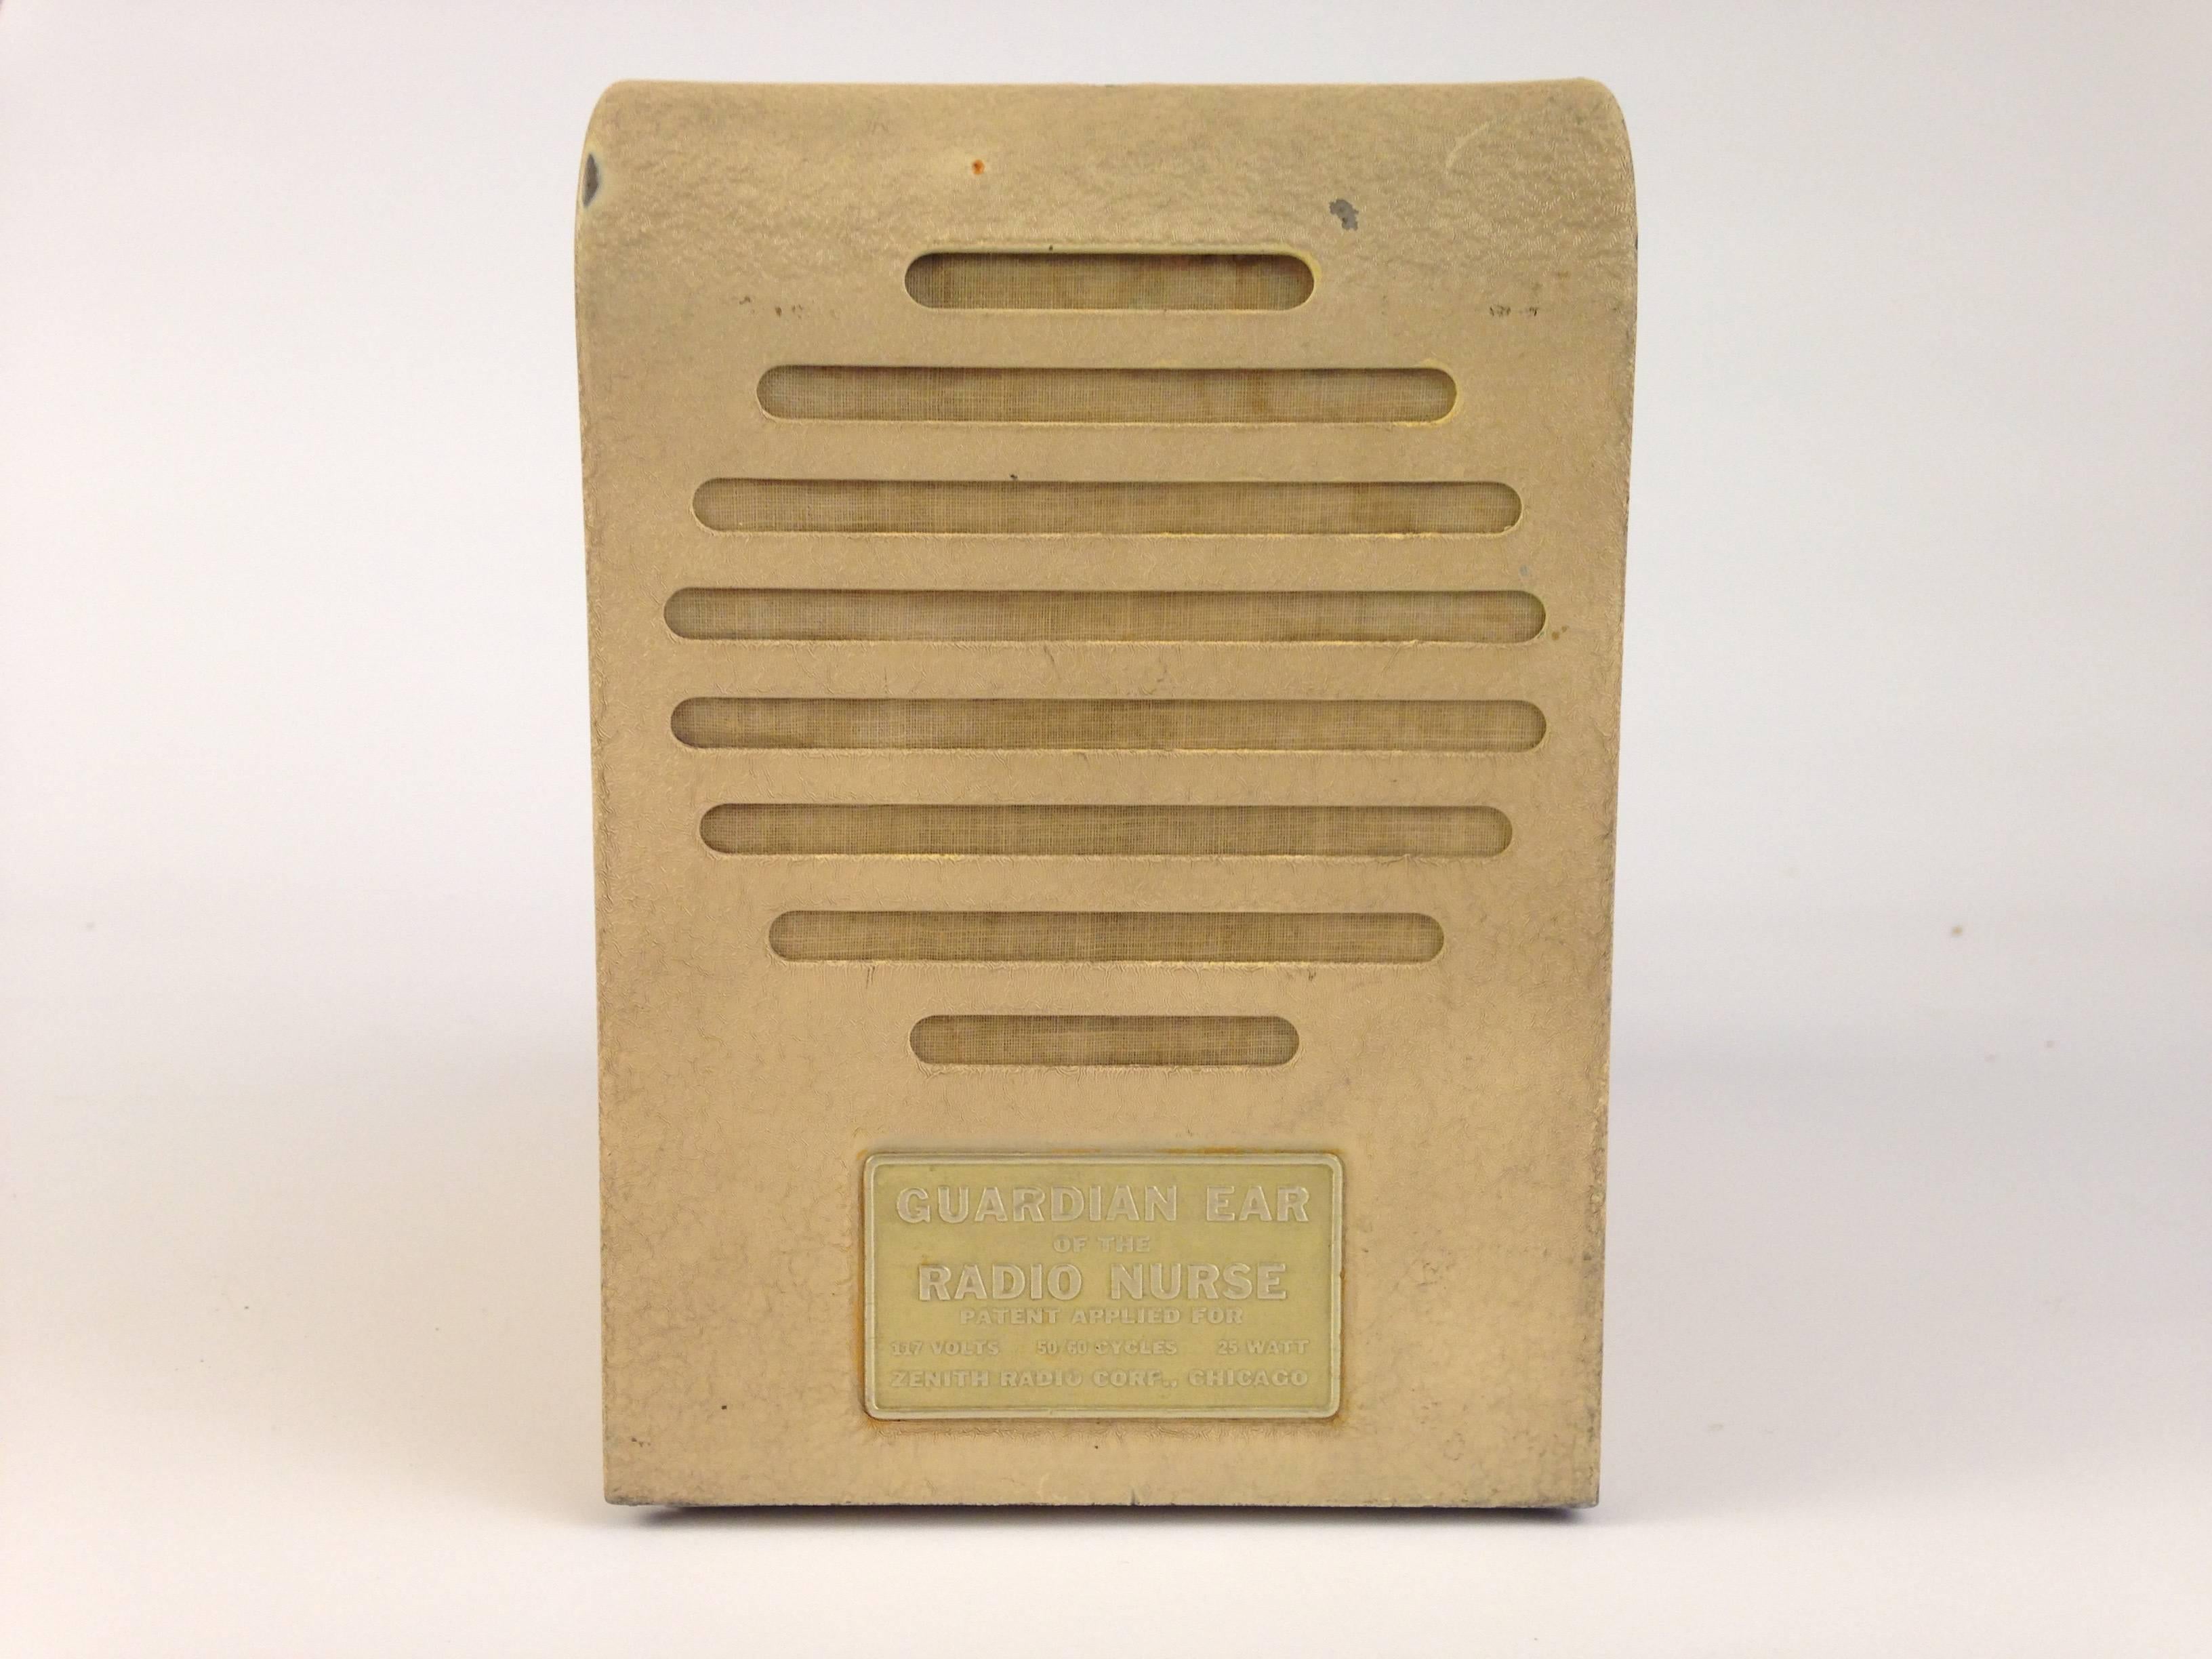 GUARDIAN EAR
OF THE
RADIO NURSE
PATENT APPLIED FOR
117 VOLTS 50-60 CYCLES 25 WATT
ZENITH RADIO CORP., CHICAGO